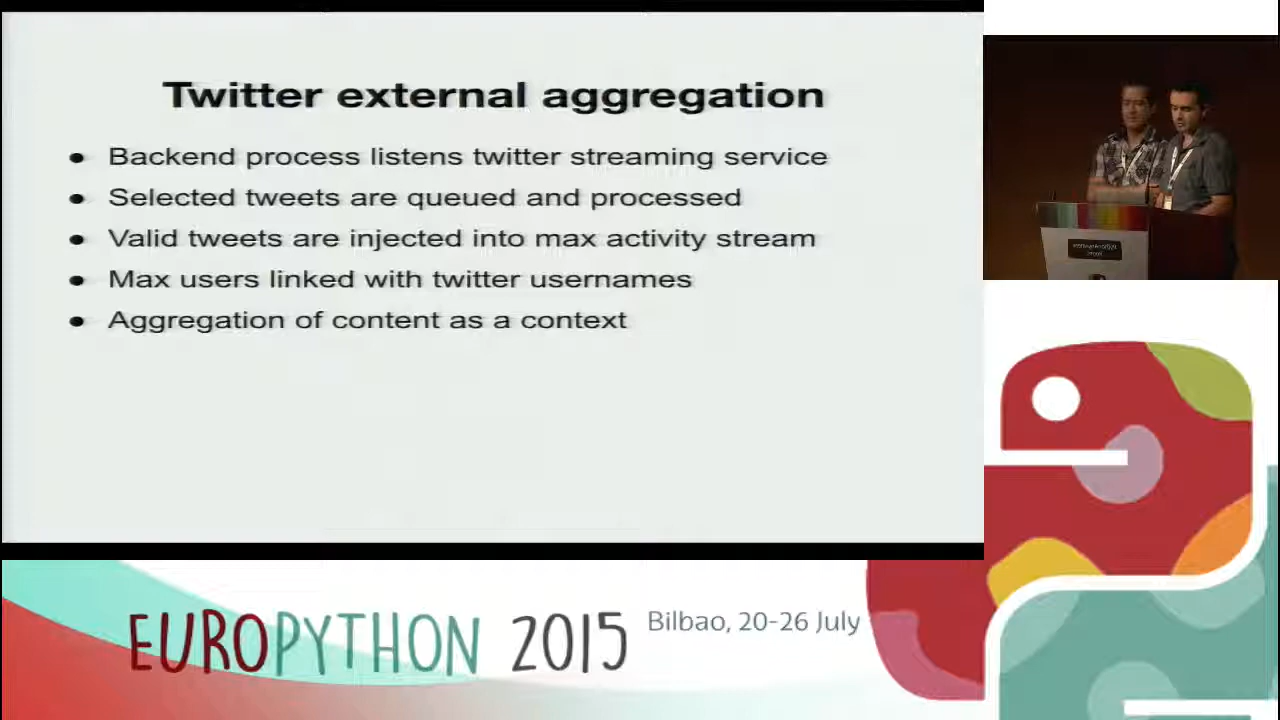 Twitter external aggregation
● Backend process listens twitter streaming service
● Selected tweets are queued and processed
● Valid tweets are injected into max activity stream
● Max users linked with twitter usernames
● Aggregation of content as a context
EUROPYTHON 2015
Bilbao, 20-26 July